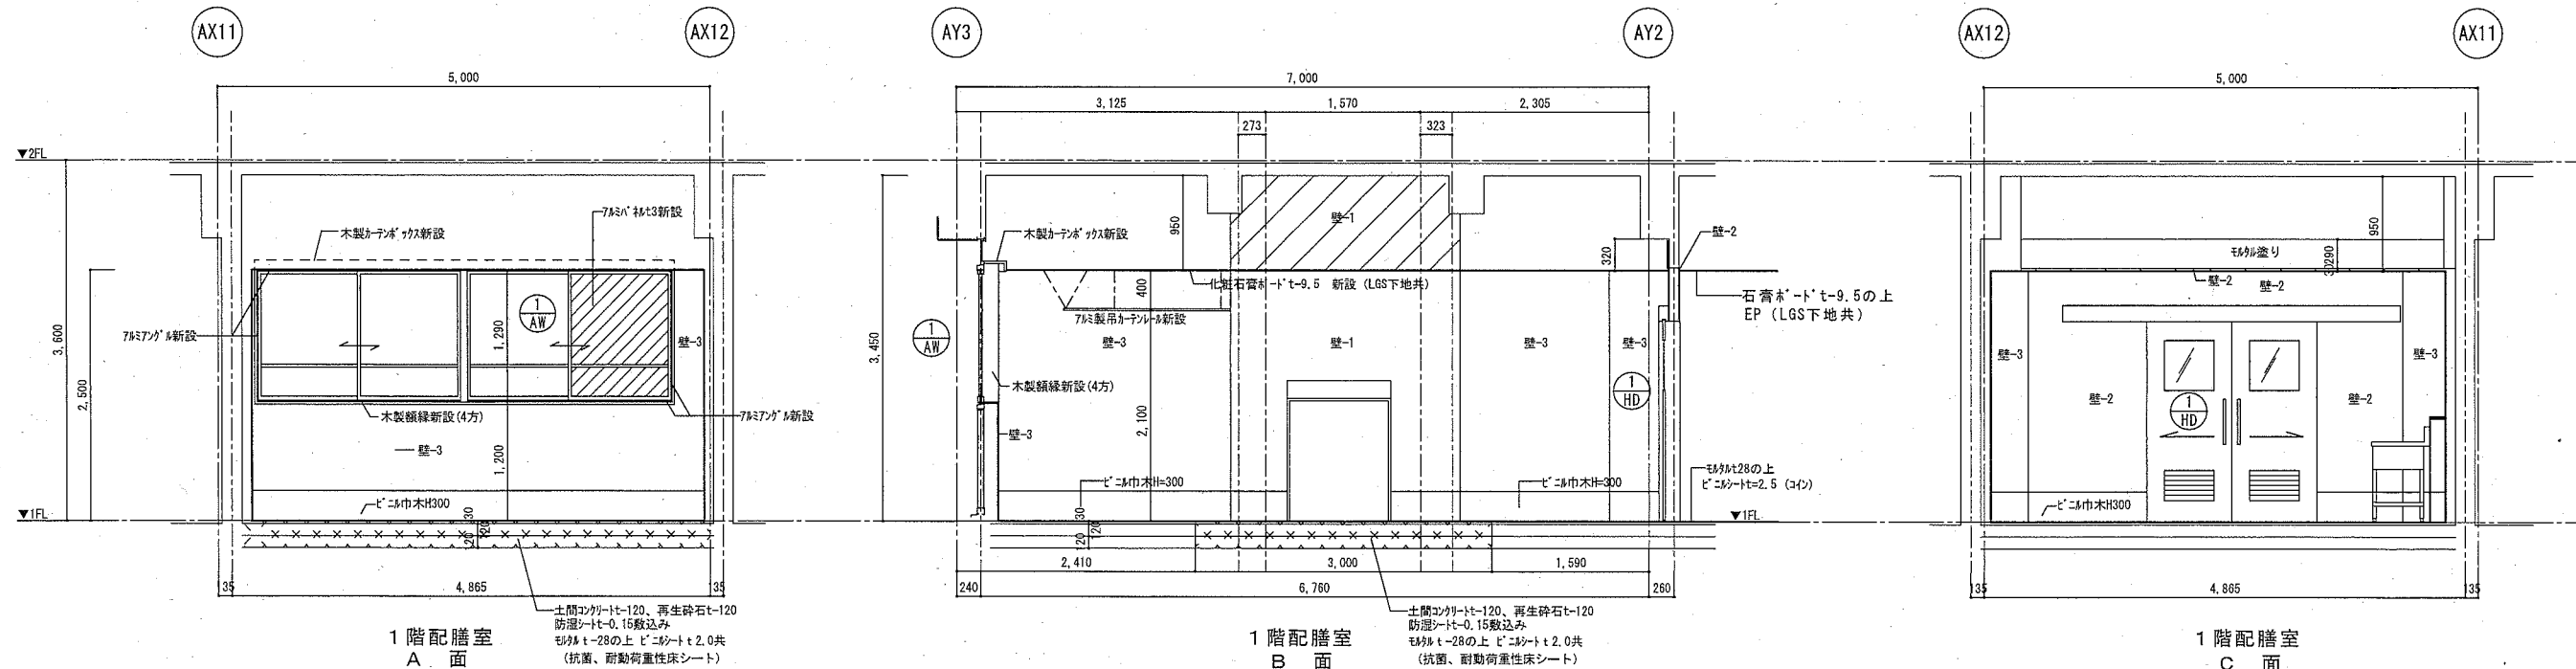 AX11
AX12
AY3
AY2
AX12
AX11
5,000
7,000
5,000
3,125
1,570
2,305
273
323
▼2FL
アルミパネルt3新設
木製カーテンボックス新設
木製カーテンボックス新設
950
壁-1
320
壁-2
950
モルタル塗り
30290
壁-2
壁-2
化粧石膏ボードt-9.5 新設 (LGS下地共)
400
アルミ製吊カーテンレール新設
石膏ボードt-9.5の上
EP (LGS下地共)
1
AW
1,290
3,600
2,500
アルミアングル新設
壁-3
3,450
1
AW
壁-3
壁-1
壁-3
壁-3
壁-3
壁-3
木製額縁新設(4方)
木製額縁新設(4方)
アルミアングル新設
1
HD
壁-2
1
HD
壁-2
壁-3
1,200
壁-3
2,100
ビニル巾木H300
ビニル巾木H=300
ビニル巾木H=300
モルタルt28の上
ビニルシートt=2.5 (コイン)
ビニル巾木H300
▼1FL
30
120
120
30
120
120
▼1FL
2,410
3,000
1,590
135
4,865
135
240
6,760
260
135
4,865
135
土間コンクリートt-120、再生砕石t-120
防湿シートt-0.15敷込み
モルタルt-28の上 ビニルシートt2.0共
(抗菌、耐動荷重性床シート)
土間コンクリートt-120、再生砕石t-120
防湿シートt-0.15敷込み
モルタルt-28の上 ビニルシートt2.0共
(抗菌、耐動荷重性床シート)
1階配膳室
A 面
1階配膳室
B 面
1階配膳室
C 面